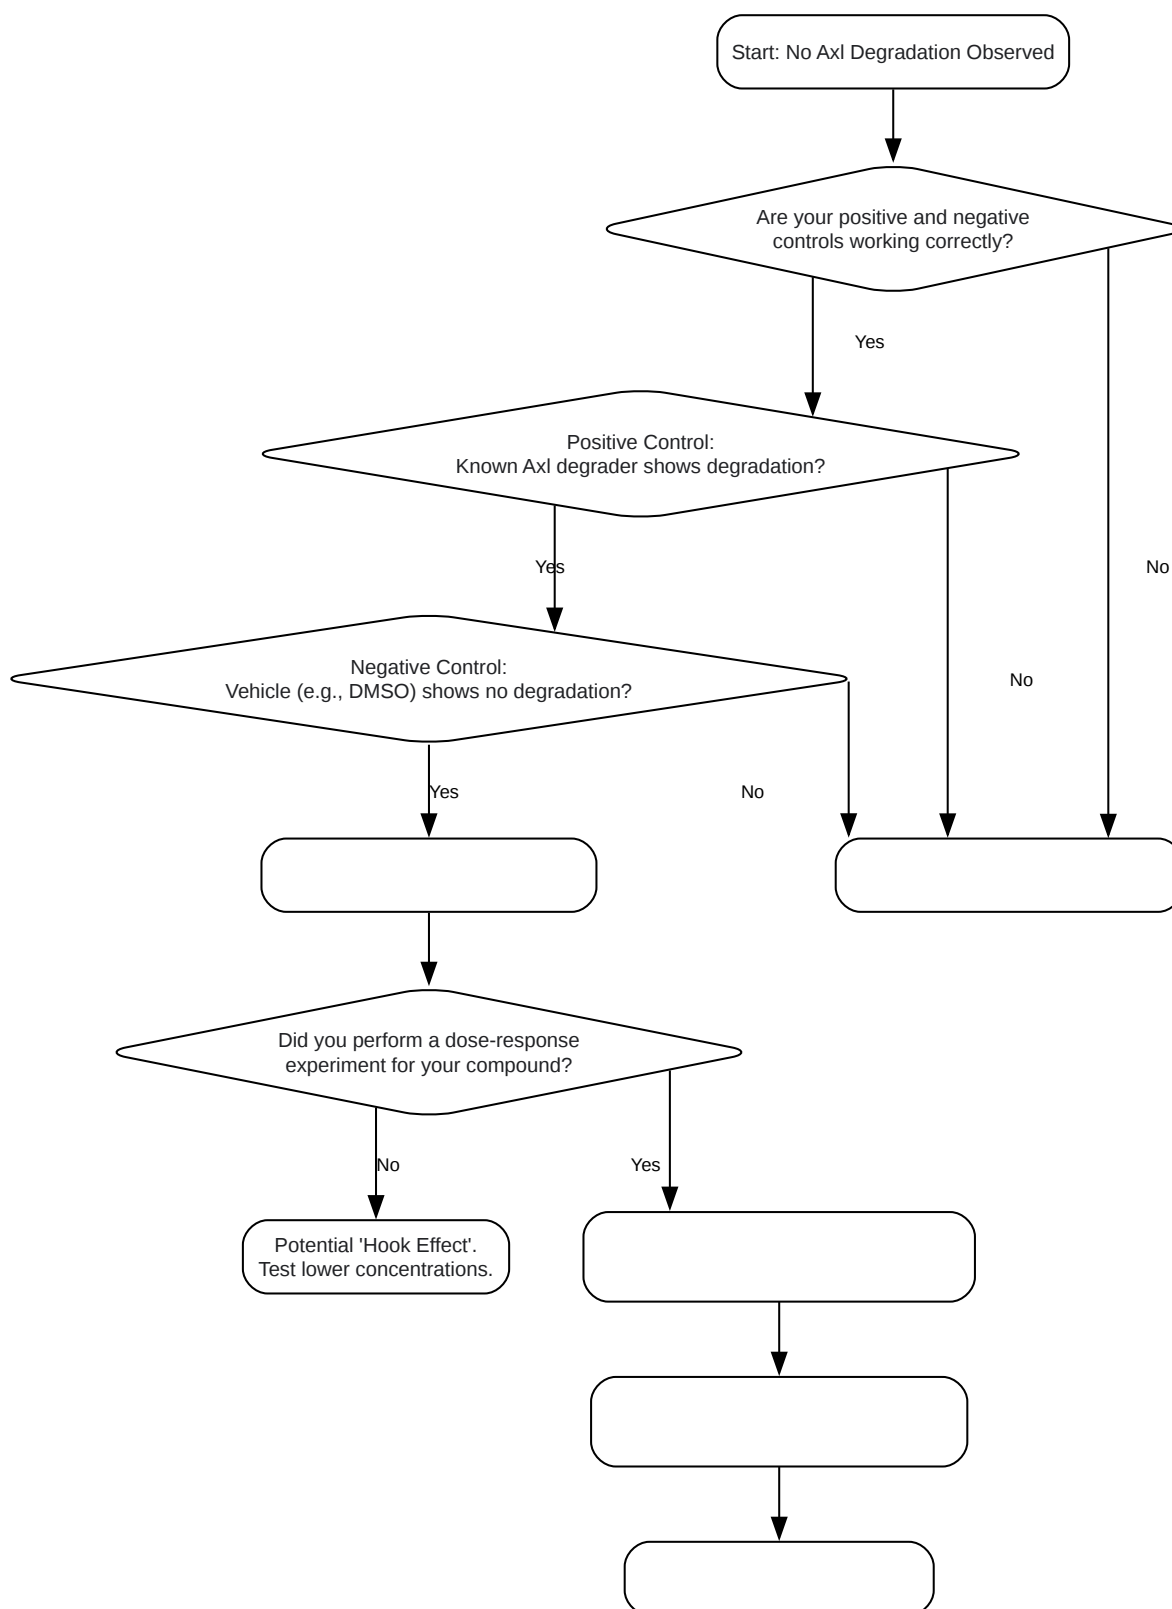 Start: No Axl Degradation Observed
Are your positive and negative
controls working correctly?
Yes
Positive Control:
Known Axl degrader shows degradation?
Yes
No
Negative Control:
Vehicle (e.g., DMSO) shows no degradation?
No
Yes
No
Did you perform a dose-response
experiment for your compound?
No
Yes
Potential 'Hook Effect'.
Test lower concentrations.